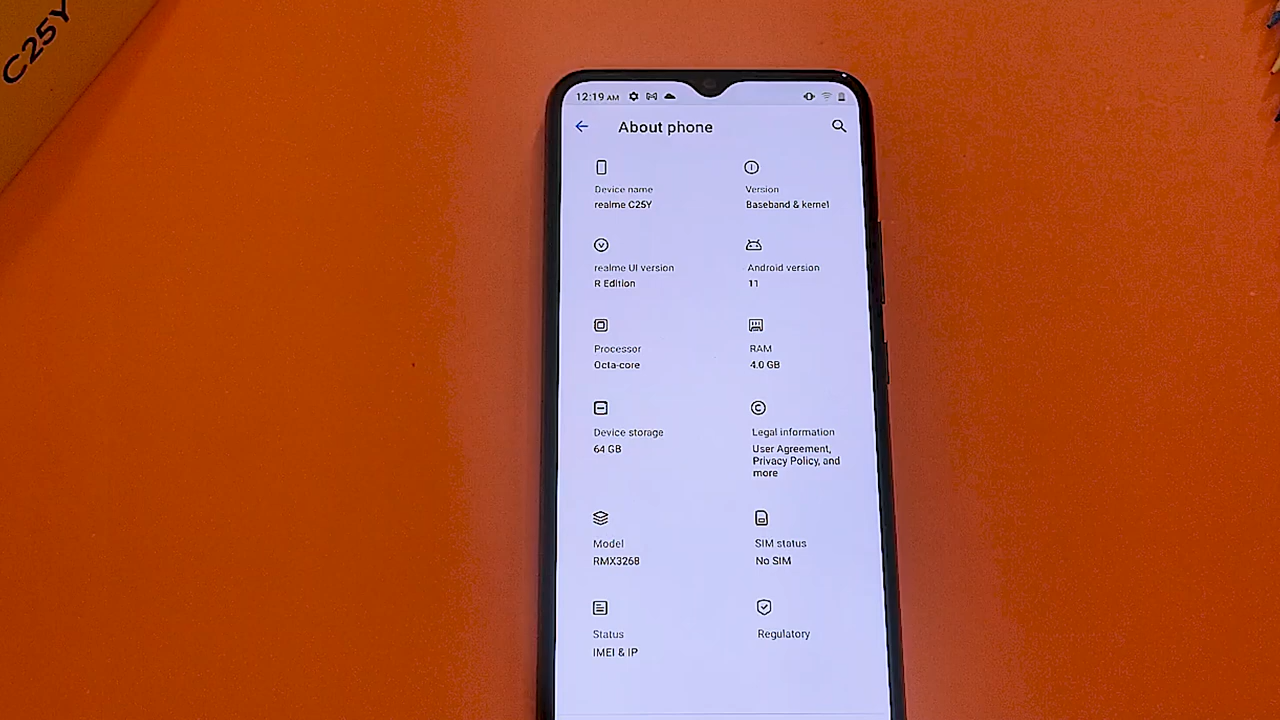 C25Y
12:19 AM
About phone
Device name
realme C25Y
Version
Baseband & kernel
realme UI version
R Edition
Android version
11
Processor
Octa-core
RAM
4.0 GB
Device storage
64 GB
Legal information
User Agreement,
Privacy Policy, and
more
Model
RMX3268
SIM status
No SIM
Status
IMEI & IP
Regulatory